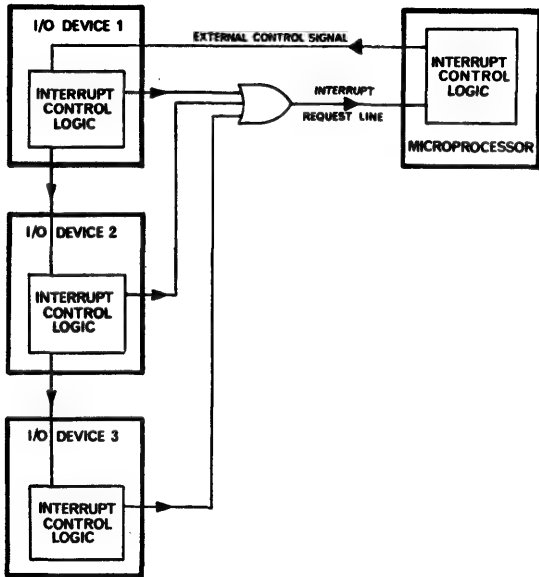 I/O DEVICE 1
INTERRUPT
CONTROL
LOGIC
EXTERNAL CONTROL SIGNAL
INTERRUPT
REQUEST LINE
INTERRUPT
CONTROL
LOGIC
MICROPROCESSOR
I/O DEVICE 2
INTERRUPT
CONTROL
LOGIC
I/O DEVICE 3
INTERRUPT
CONTROL
LOGIC